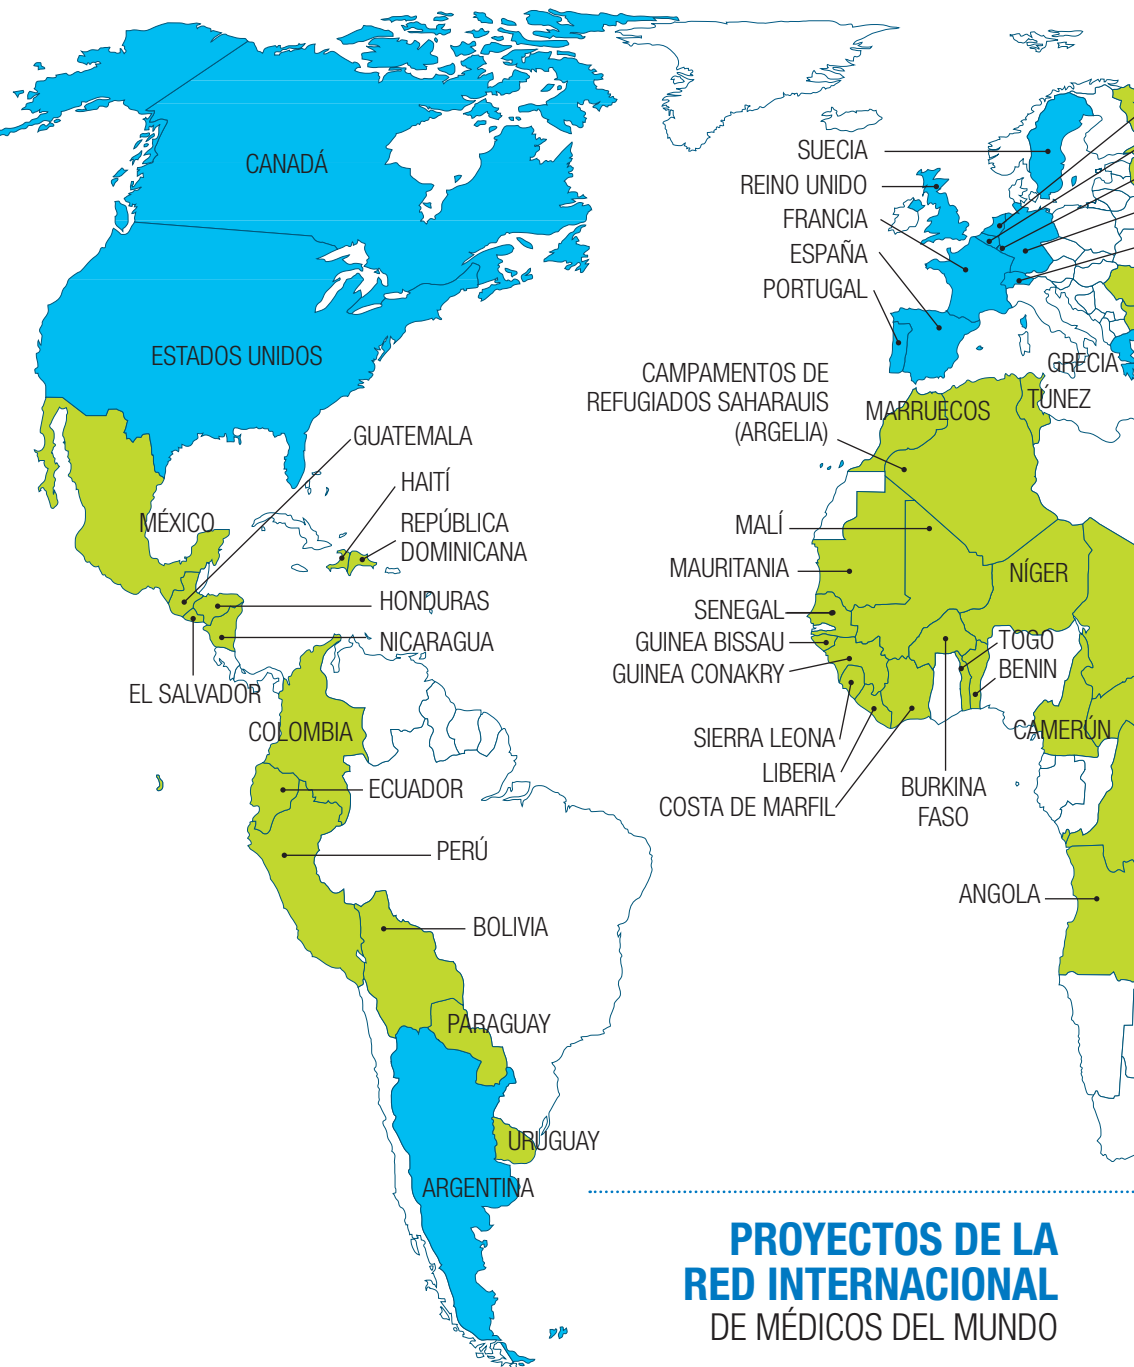 CANADÁ
ESTADOS UNIDOS
MÉXICO
GUATEMALA
HAITÍ
REPÚBLICA
DOMINICANA
HONDURAS
NICARAGUA
EL SALVADOR
COLOMBIA
ECUADOR
PERÚ
BOLIVIA
PARAGUAY
URUGUAY
ARGENTINA
SUECIA
REINO UNIDO
FRANCIA
ESPAÑA
PORTUGAL
GRECIA
CAMPAMENTOS DE
REFUGIADOS SAHARAUIS
(ARGELIA)
MARRUECOS
TÚNEZ
MALÍ
MAURITANIA
NÍGER
SENEGAL
GUINEA BISSAU
GUINEA CONAKRY
TOGO
BENIN
SIERRA LEONA
LIBERIA
COSTA DE MARFIL
BURKINA
FASO
CAMERÚN
ANGOLA
PROYECTOS DE LA
RED INTERNACIONAL
DE MÉDICOS DEL MUNDO